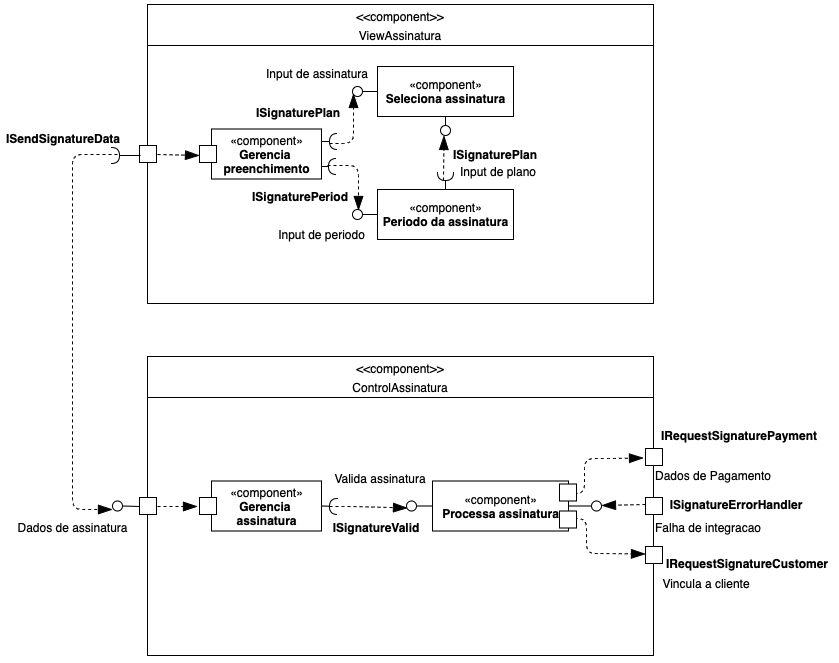 <<component>>
ViewAssinatura
Input de assinatura
«component»
Seleciona assinatura
ISignaturePlan
ISendSignatureData
«component»
Gerencia
preenchimento
ISignaturePlan
Input de plano
ISignaturePeriod
«component»
Periodo da assinatura
Input de periodo
<<component>>
ControlAssinatura
IRequestSignaturePayment
Dados de Pagamento
Valida assinatura
«component»
Gerencia
assinatura
«component»
Processa assinatura
ISignatureErrorHandler
Dados de assinatura
ISignatureValid
Falha de integracao
IRequestSignatureCustomer
Vincula a cliente